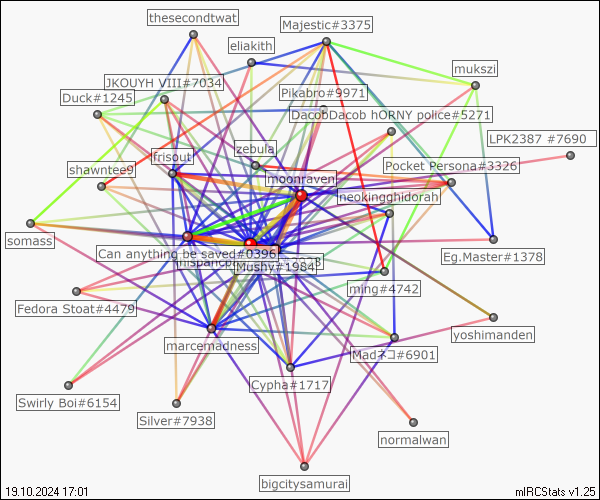 thesecondtwat
Majestic#3375
eliakith
mukszi
JKOUYH VIII#7034
Pikabro#9971
Duck#1245
DacobDacob hORNY police#5271
LPK2387 #7690
zebula
frisout
Pocket Persona#3326
shawntee9
moonraven
neokingghidorah
somass
Can anything be saved#0396
Eg.Master#1378
Mushy#1984
ming#4742
Fedora Stoat#4479
yoshimanden
marcemadness
Madネコ#6901
Cypha#1717
Swirly Boi#6154
Silver#7938
normalwan
bigcitysamurai
19.10.2024 17:01
mIRCStats v1.25